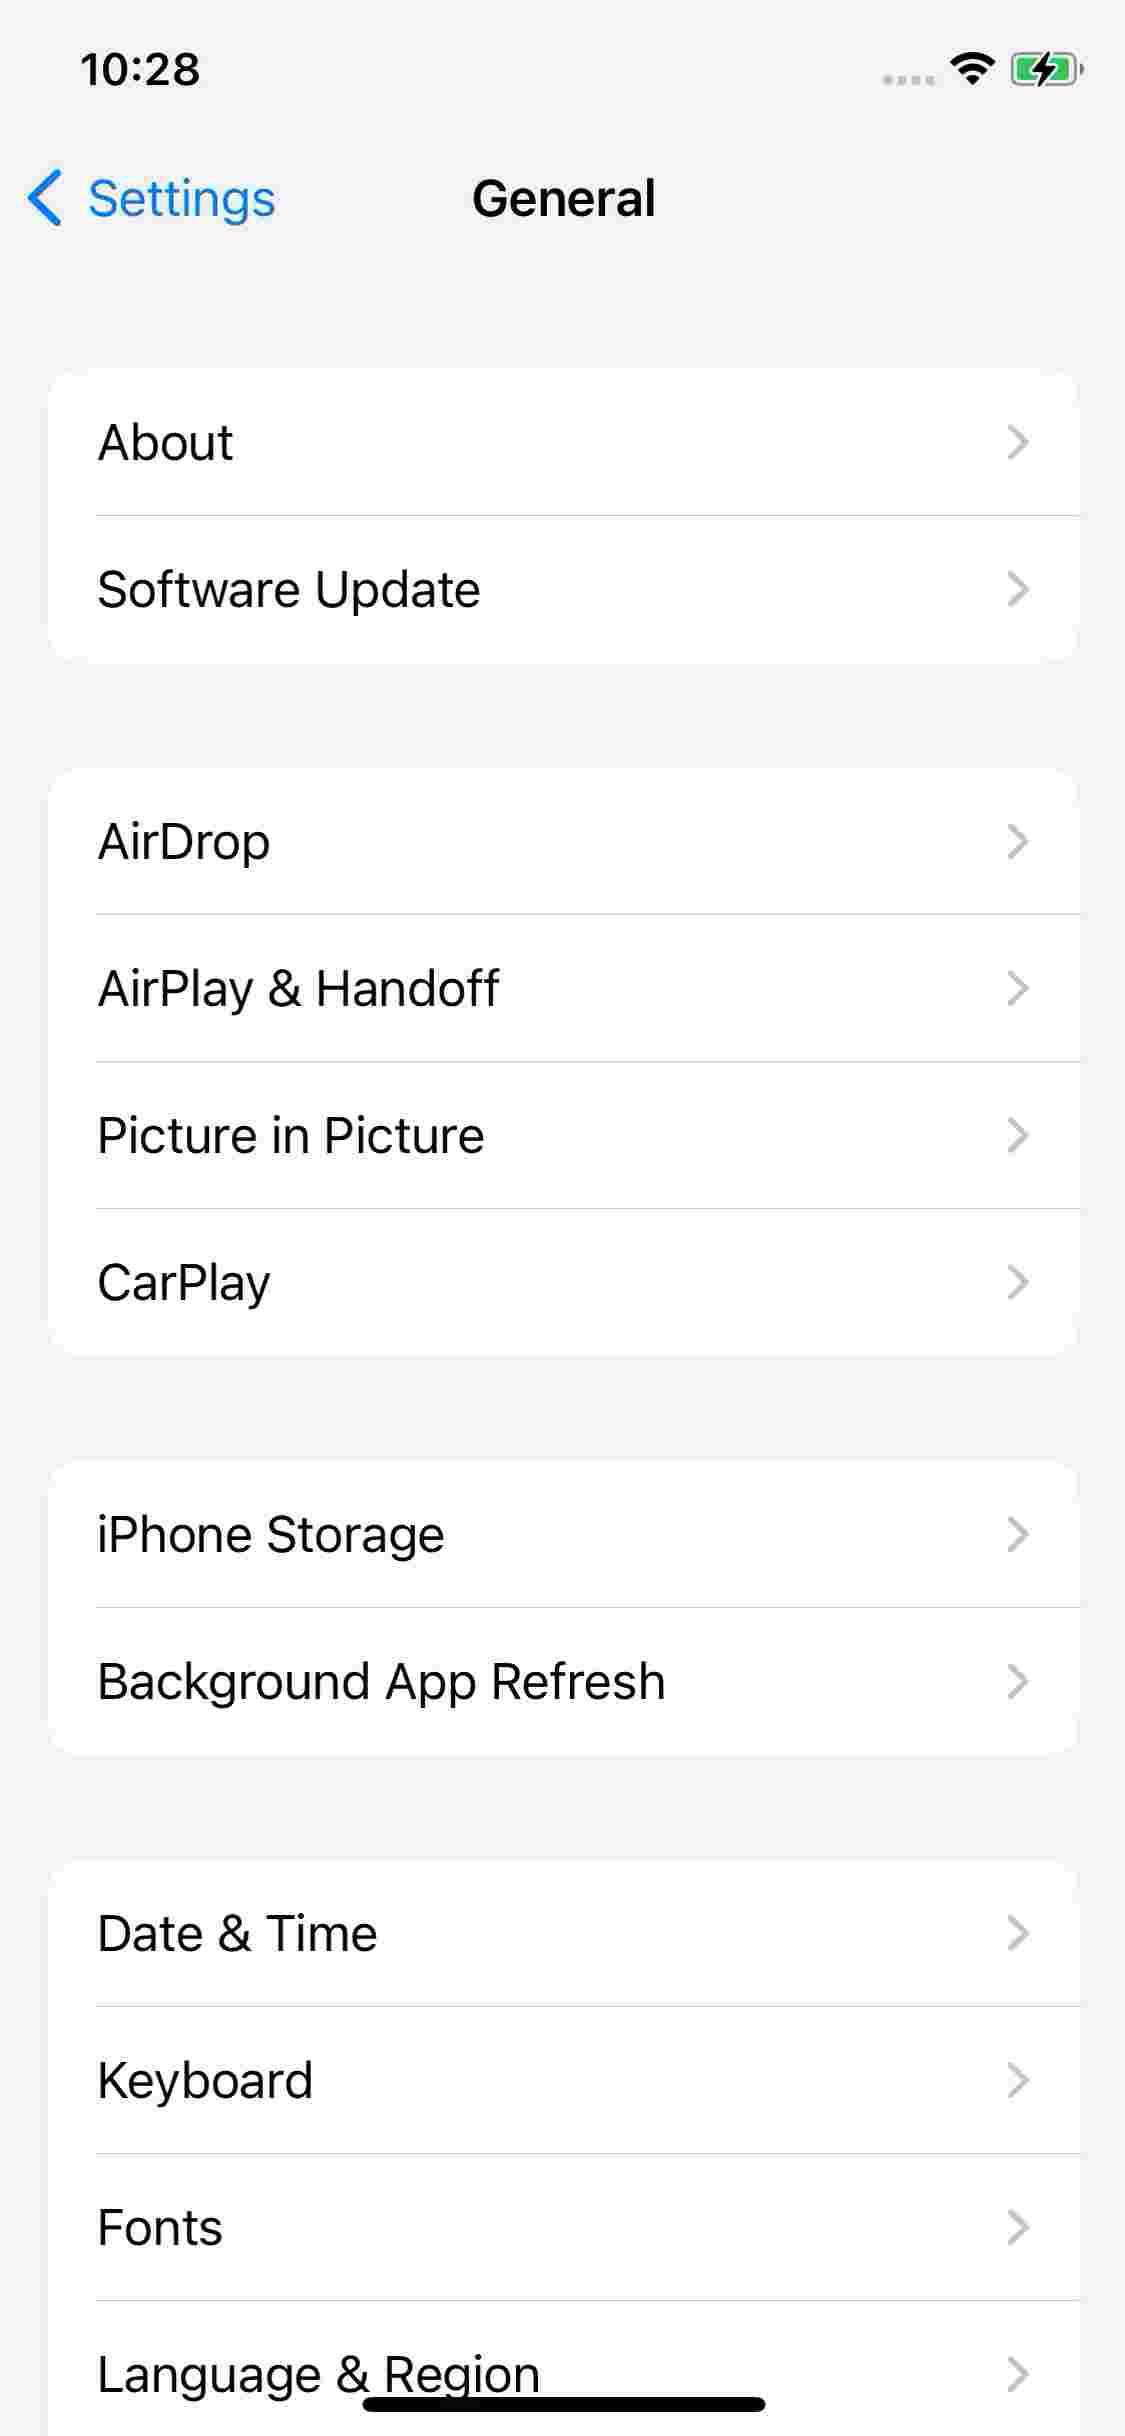 10:28
Settings
General
About
Software Update
AirDrop
AirPlay & Handoff
Picture in Picture
CarPlay
iPhone Storage
Background App Refresh
Date & Time
Keyboard
Fonts
Language & Region